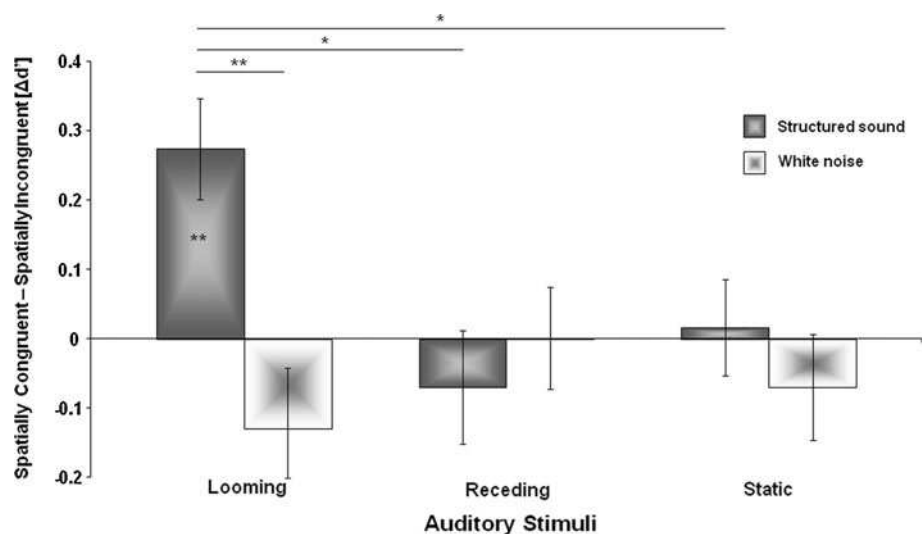 *
*
**
Spatially Congruent – Spatially Incongruent [Δd']
0.4
0.3
0.2
0.1
0
-0.1
-0.2
**
Structured sound
White noise
Looming
Receding
Static
Auditory Stimuli